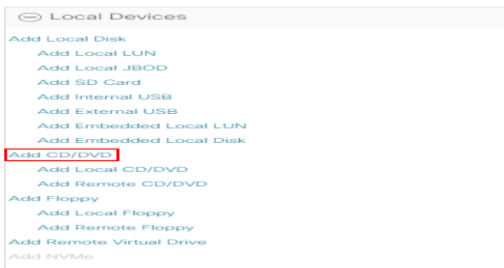 Local Devices
Add Local Disk
Add Local LUN
Add Local JBOD
Add SD Card
Add Internal USB
Add External USB
Add Embedded Local LUN
Add Embedded Local Disk
Add CD/DVD
Add Local CD/DVD
Add Remote CD/DVD
Add Floppy
Add Local Floppy
Add Remote Floppy
Add Remote Virtual Drive
Add NVMe